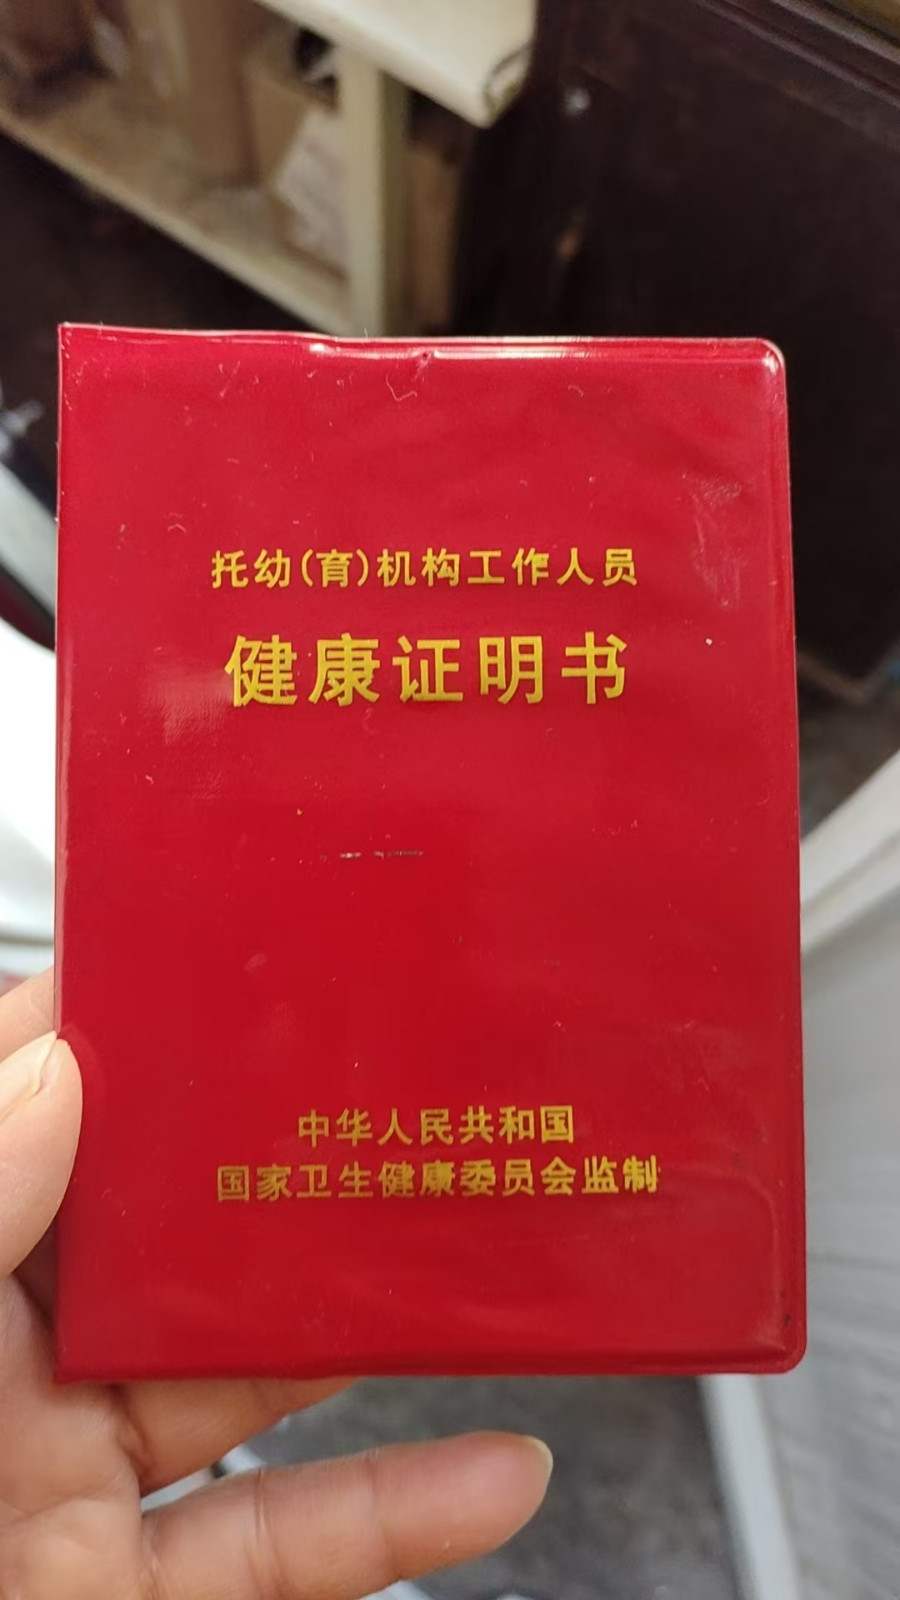 托幼(育)机构工作人员
健康证明书
中华人民共和国
国家卫生健康委员会监制